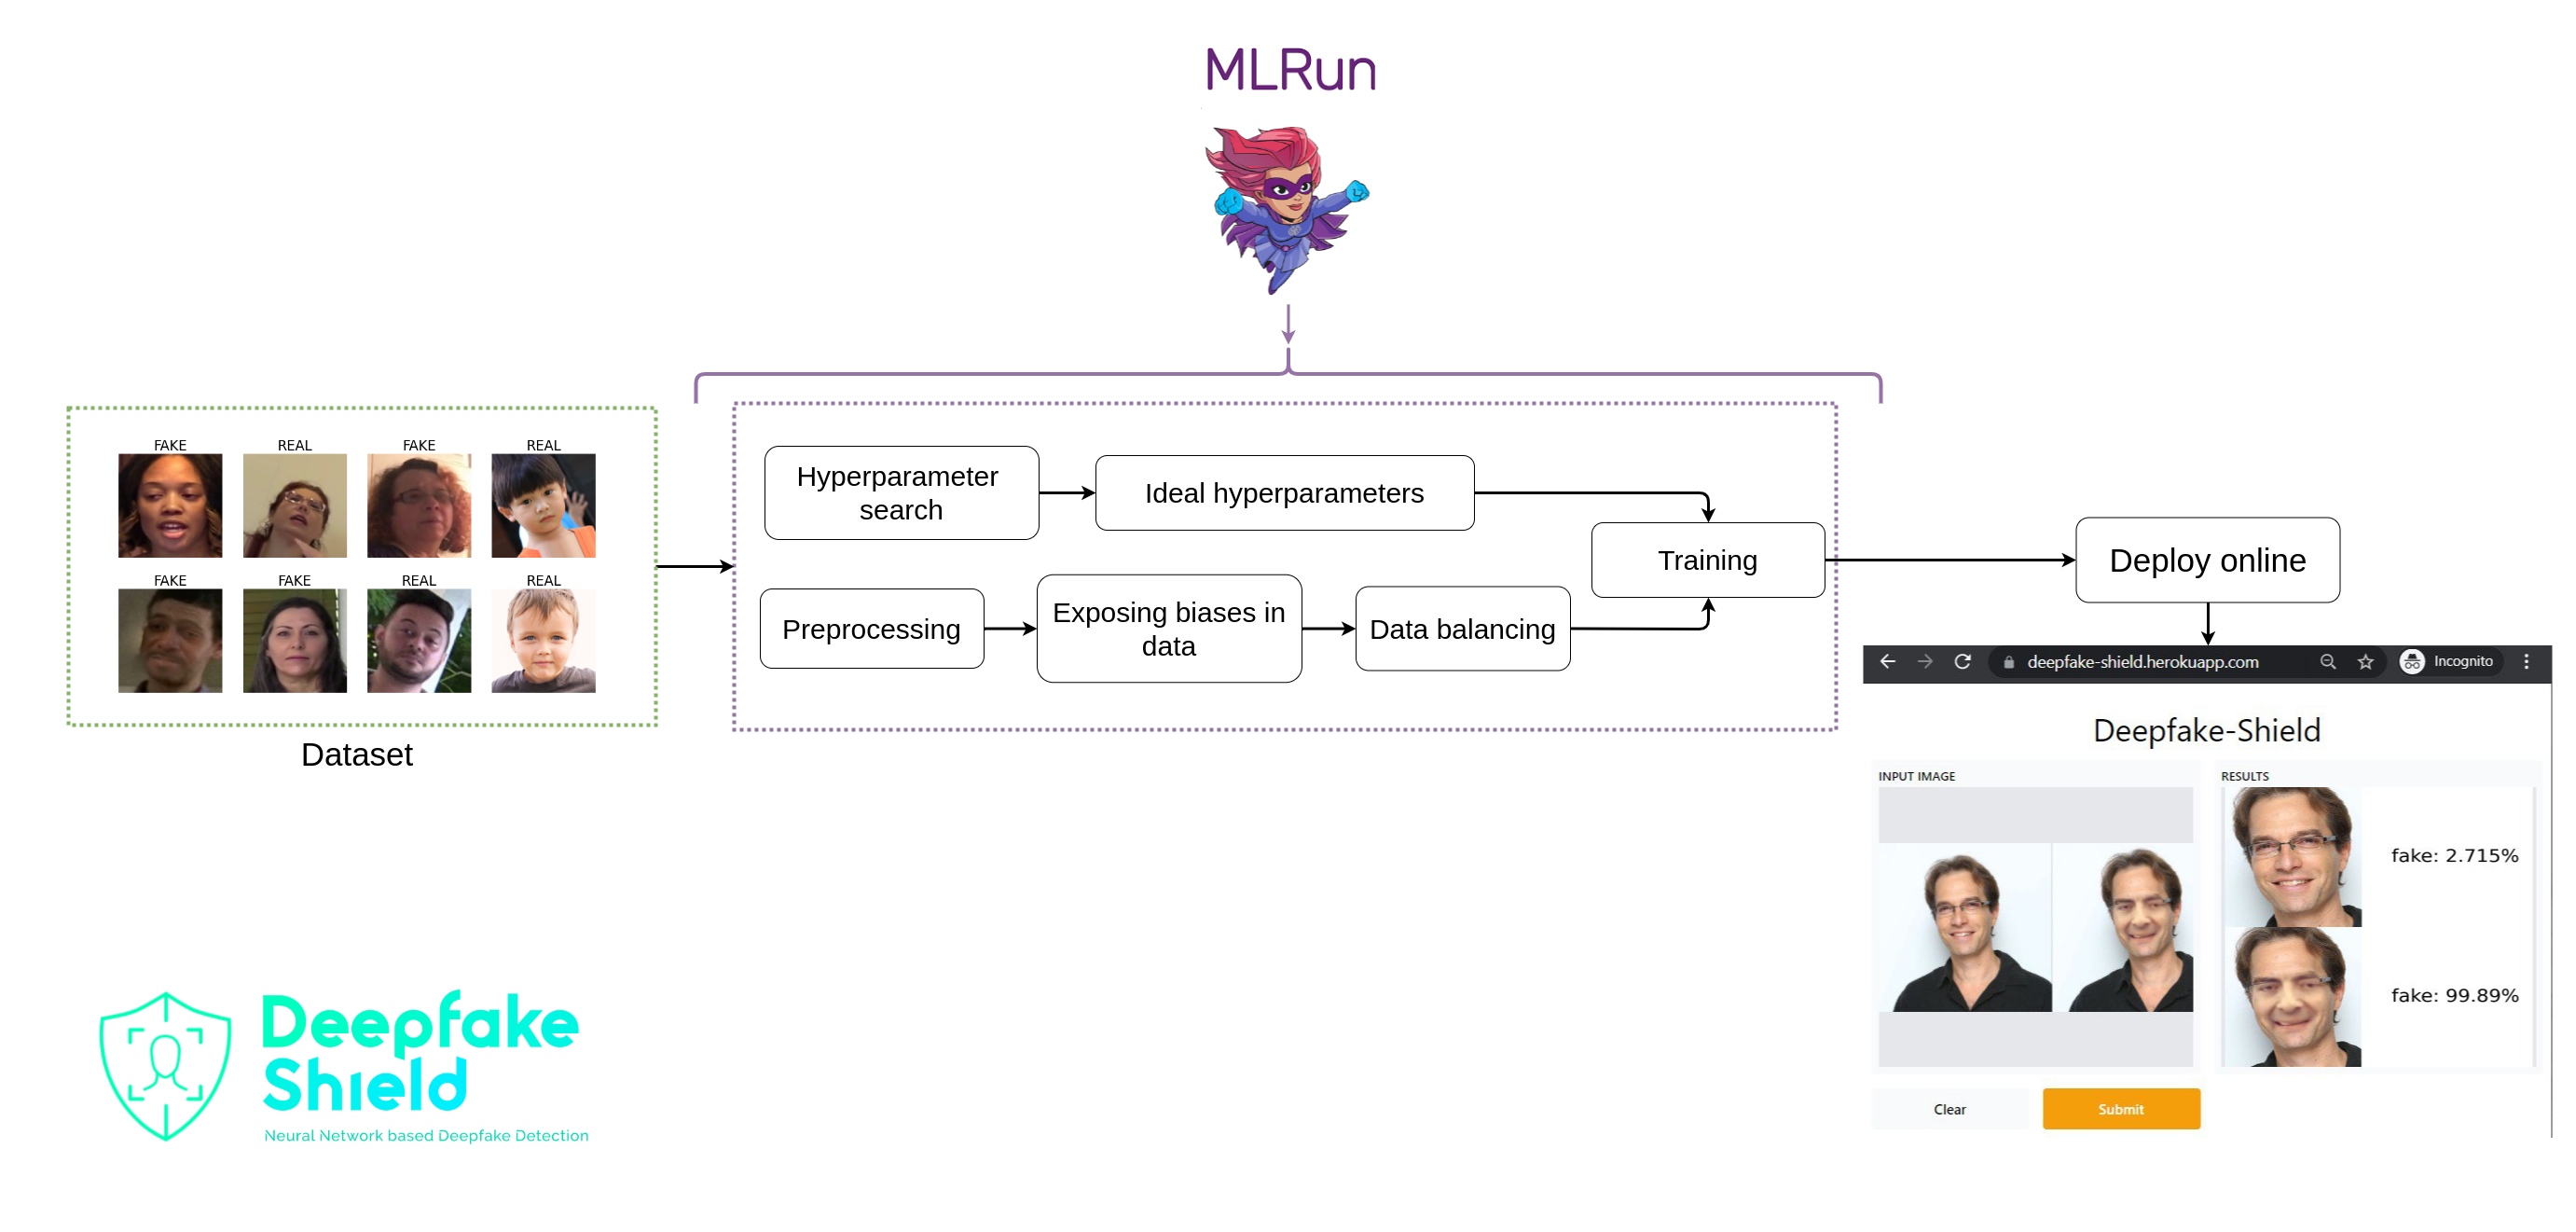 MLRun
FAKE REAL FAKE REAL
FAKE FAKE REAL REAL
Dataset
Hyperparameter
search
Ideal hyperparameters
Preprocessing
Exposing biases in
data
Data balancing
Training
Deploy online
deepfake-shield.herokuapp.com
Incognito
Deepfake-Shield
INPUT IMAGE
RESULTS
fake: 2.715%
fake: 99.89%
Clear
Submit
Deepfake
Shield
Neural Network based Deepfake Detection